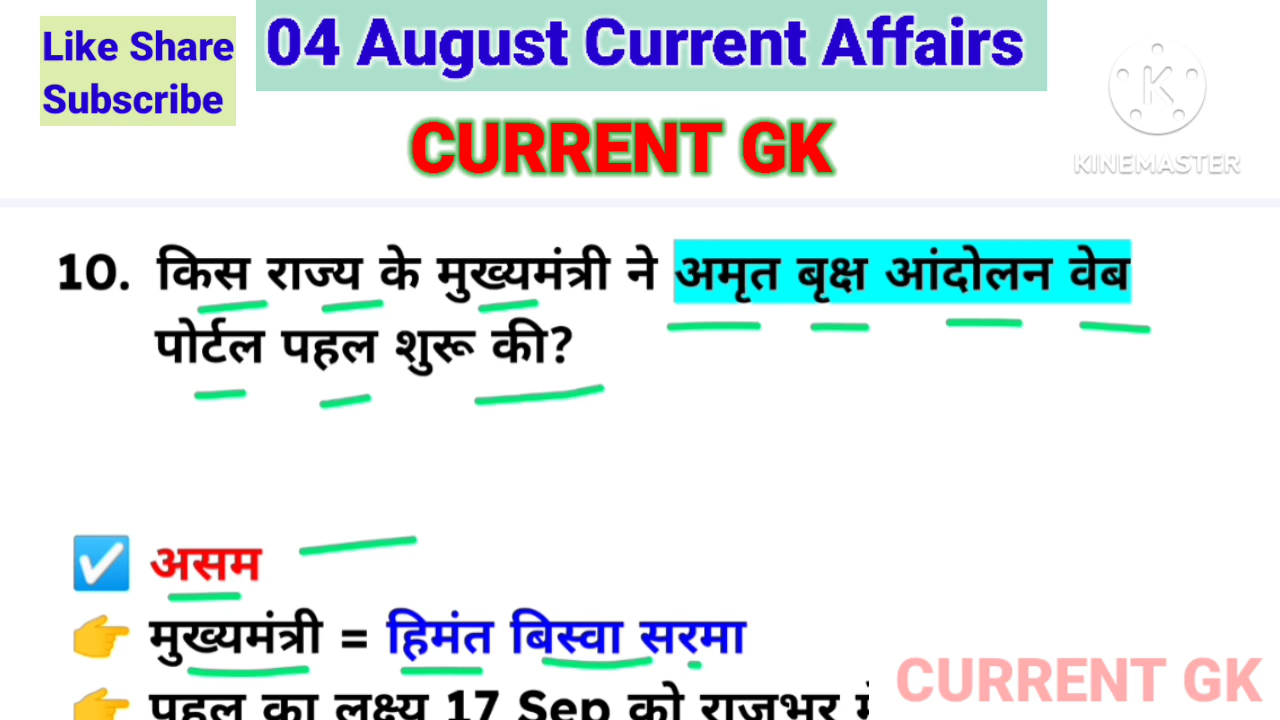 Like Share
Subscribe
04 August Current Affairs
CURRENT GK
KINEMASTER
10. किस राज्य के मुख्यमंत्री ने अमृत बृक्ष आंदोलन वेब
पोर्टल पहल शुरू की?
असम
मुख्यमंत्री = हिमंत बिस्वा सरमा
पहल का लक्ष्य 17 Sep को राजभर
CURRENT GK